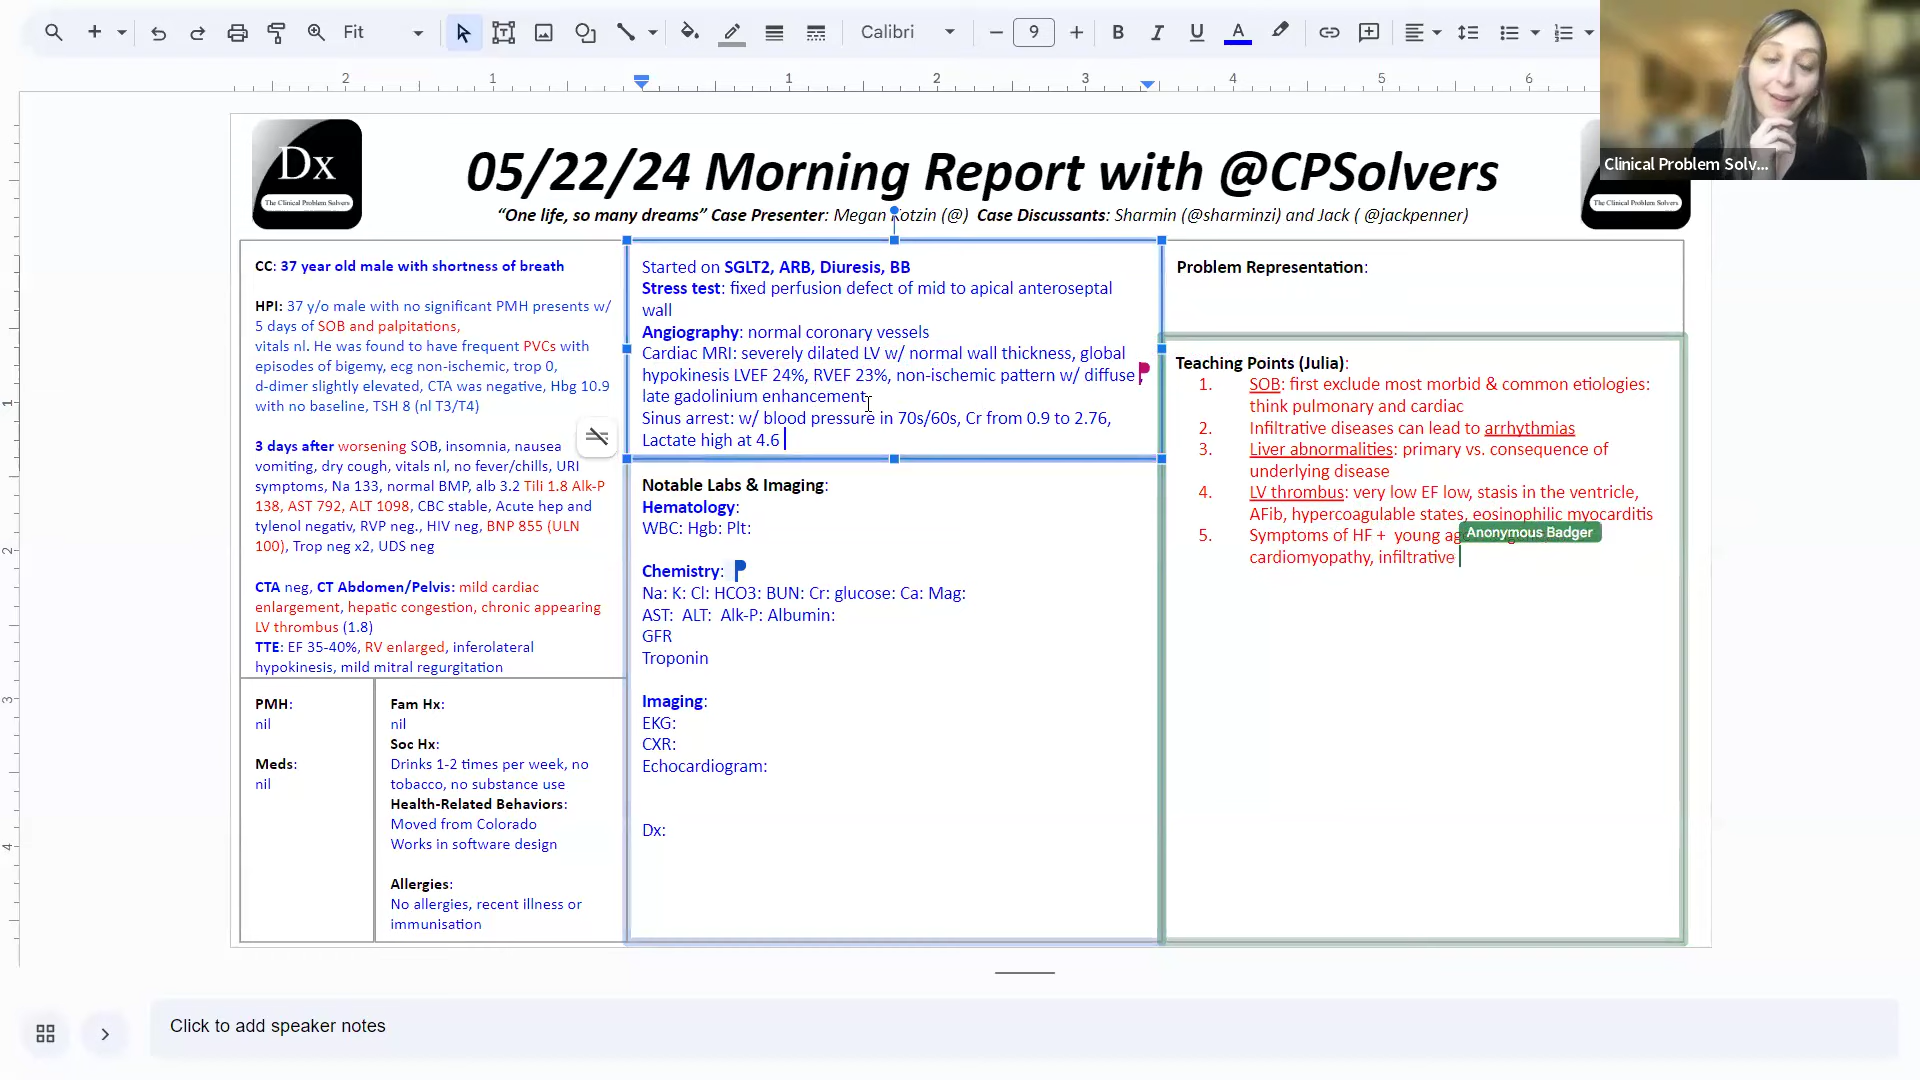 Fit
Calibri
9
2
1
1
2
3
4
5
6
Clinical Problem Solv...
Dx
The Clinical Problem Solvers
05/22/24 Morning Report with @CPSolvers
The Clinical Problem Solvers
"One life, so many dreams" Case Presenter: Megan Kotzin (@) Case Discussants: Sharmin (@sharminzi) and Jack ( @jackpenner)
CC: 37 year old male with shortness of breath
HPI: 37 y/o male with no significant PMH presents w/
5 days of SOB and palpitations,
vitals nl. He was found to have frequent PVCs with
episodes of bigemy, ecg non-ischemic, trop 0,
d-dimer slightly elevated, CTA was negative, Hbg 10.9
with no baseline, TSH 8 (nl T3/T4)
3 days after worsening SOB, insomnia, nausea
vomiting, dry cough, vitals nl, no fever/chills, URI
symptoms, Na 133, normal BMP, alb 3.2 Tili 1.8 Alk-P
138, AST 792, ALT 1098, CBC stable, Acute hep and
tylenol negativ, RVP neg., HIV neg, BNP 855 (ULN
100), Trop neg x2, UDS neg
CTA neg, CT Abdomen/Pelvis: mild cardiac
enlargement, hepatic congestion, chronic appearing
LV thrombus (1.8)
TTE: EF 35-40%, RV enlarged, inferolateral
hypokinesis, mild mitral regurgitation
PMH:
nil
Meds:
nil
Fam Hx:
nil
Soc Hx:
Drinks 1-2 times per week, no
tobacco, no substance use
Health-Related Behaviors:
Moved from Colorado
Works in software design
Allergies:
No allergies, recent illness or
immunisation
Started on SGLT2, ARB, Diuresis, BB
Stress test: fixed perfusion defect of mid to apical anteroseptal
wall
Angiography: normal coronary vessels
Cardiac MRI: severely dilated LV w/ normal wall thickness, global
hypokinesis LVEF 24%, RVEF 23%, non-ischemic pattern w/ diffuse
late gadolinium enhancement
Sinus arrest: w/ blood pressure in 70s/60s, Cr from 0.9 to 2.76,
Lactate high at 4.6
Notable Labs & Imaging:
Hematology:
WBC: Hgb: Plt:
Chemistry:
Na: K: Cl: HCO3: BUN: Cr: glucose: Ca: Mag:
AST: ALT: Alk-P: Albumin:
GFR
Troponin
Imaging:
EKG:
CXR:
Echocardiogram:
Dx:
Problem Representation:
Teaching Points (Julia):
1. SOB: first exclude most morbid & common etiologies:
think pulmonary and cardiac
2. Infiltrative diseases can lead to arrhythmias
3. Liver abnormalities: primary vs. consequence of
underlying disease
4. LV thrombus: very low EF low, stasis in the ventricle,
AFib, hypercoagulable states, eosinophilic myocarditis
5. Symptoms of HF + young
Anonymous Badger
cardiomyopathy, infiltrative
1
2
3
4
Click to add speaker notes